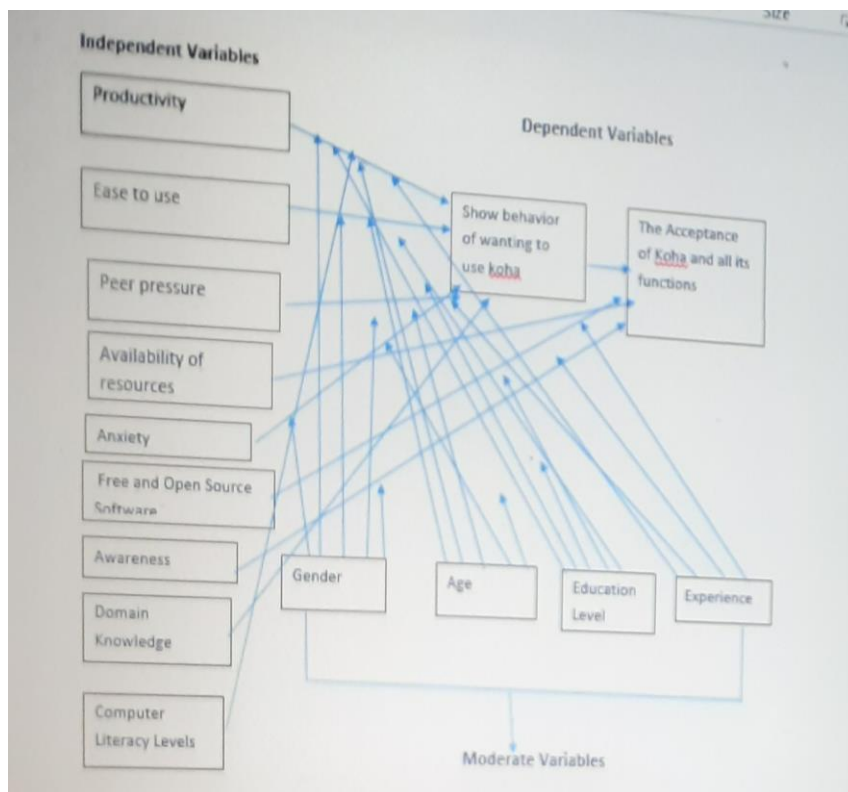 Size
Independent Variables
Productivity
Dependent Variables
Ease to use
Show behavior
of wanting to
use koha
The Acceptance
of Koha and all its
functions
Peer pressure
Availability of
resources
Anxiety
Free and Open Source
Software
Awareness
Gender
Age
Education
Level
Experience
Domain
Knowledge
Computer
Literacy Levels
Moderate Variables